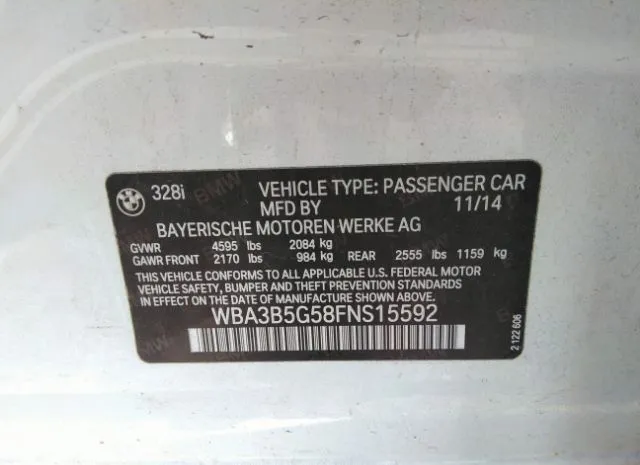 328i VEHICLE TYPE: PASSENGER CAR
MFD BY 11/14
BAYERISCHE MOTOREN WERKE AG
GVWR 4595 lbs 2084 kg
GAWR FRONT 2170 lbs 984 kg REAR 2555 lbs 1159 kg
THIS VEHICLE CONFORMS TO ALL APPLICABLE U.S. FEDERAL MOTOR
VEHICLE SAFETY, BUMPER AND THEFT PREVENTION STANDARDS
IN EFFECT ON THE DATE OF MANUFACTURE SHOWN ABOVE.
WBA3B5G58FNS15592
2 122 606